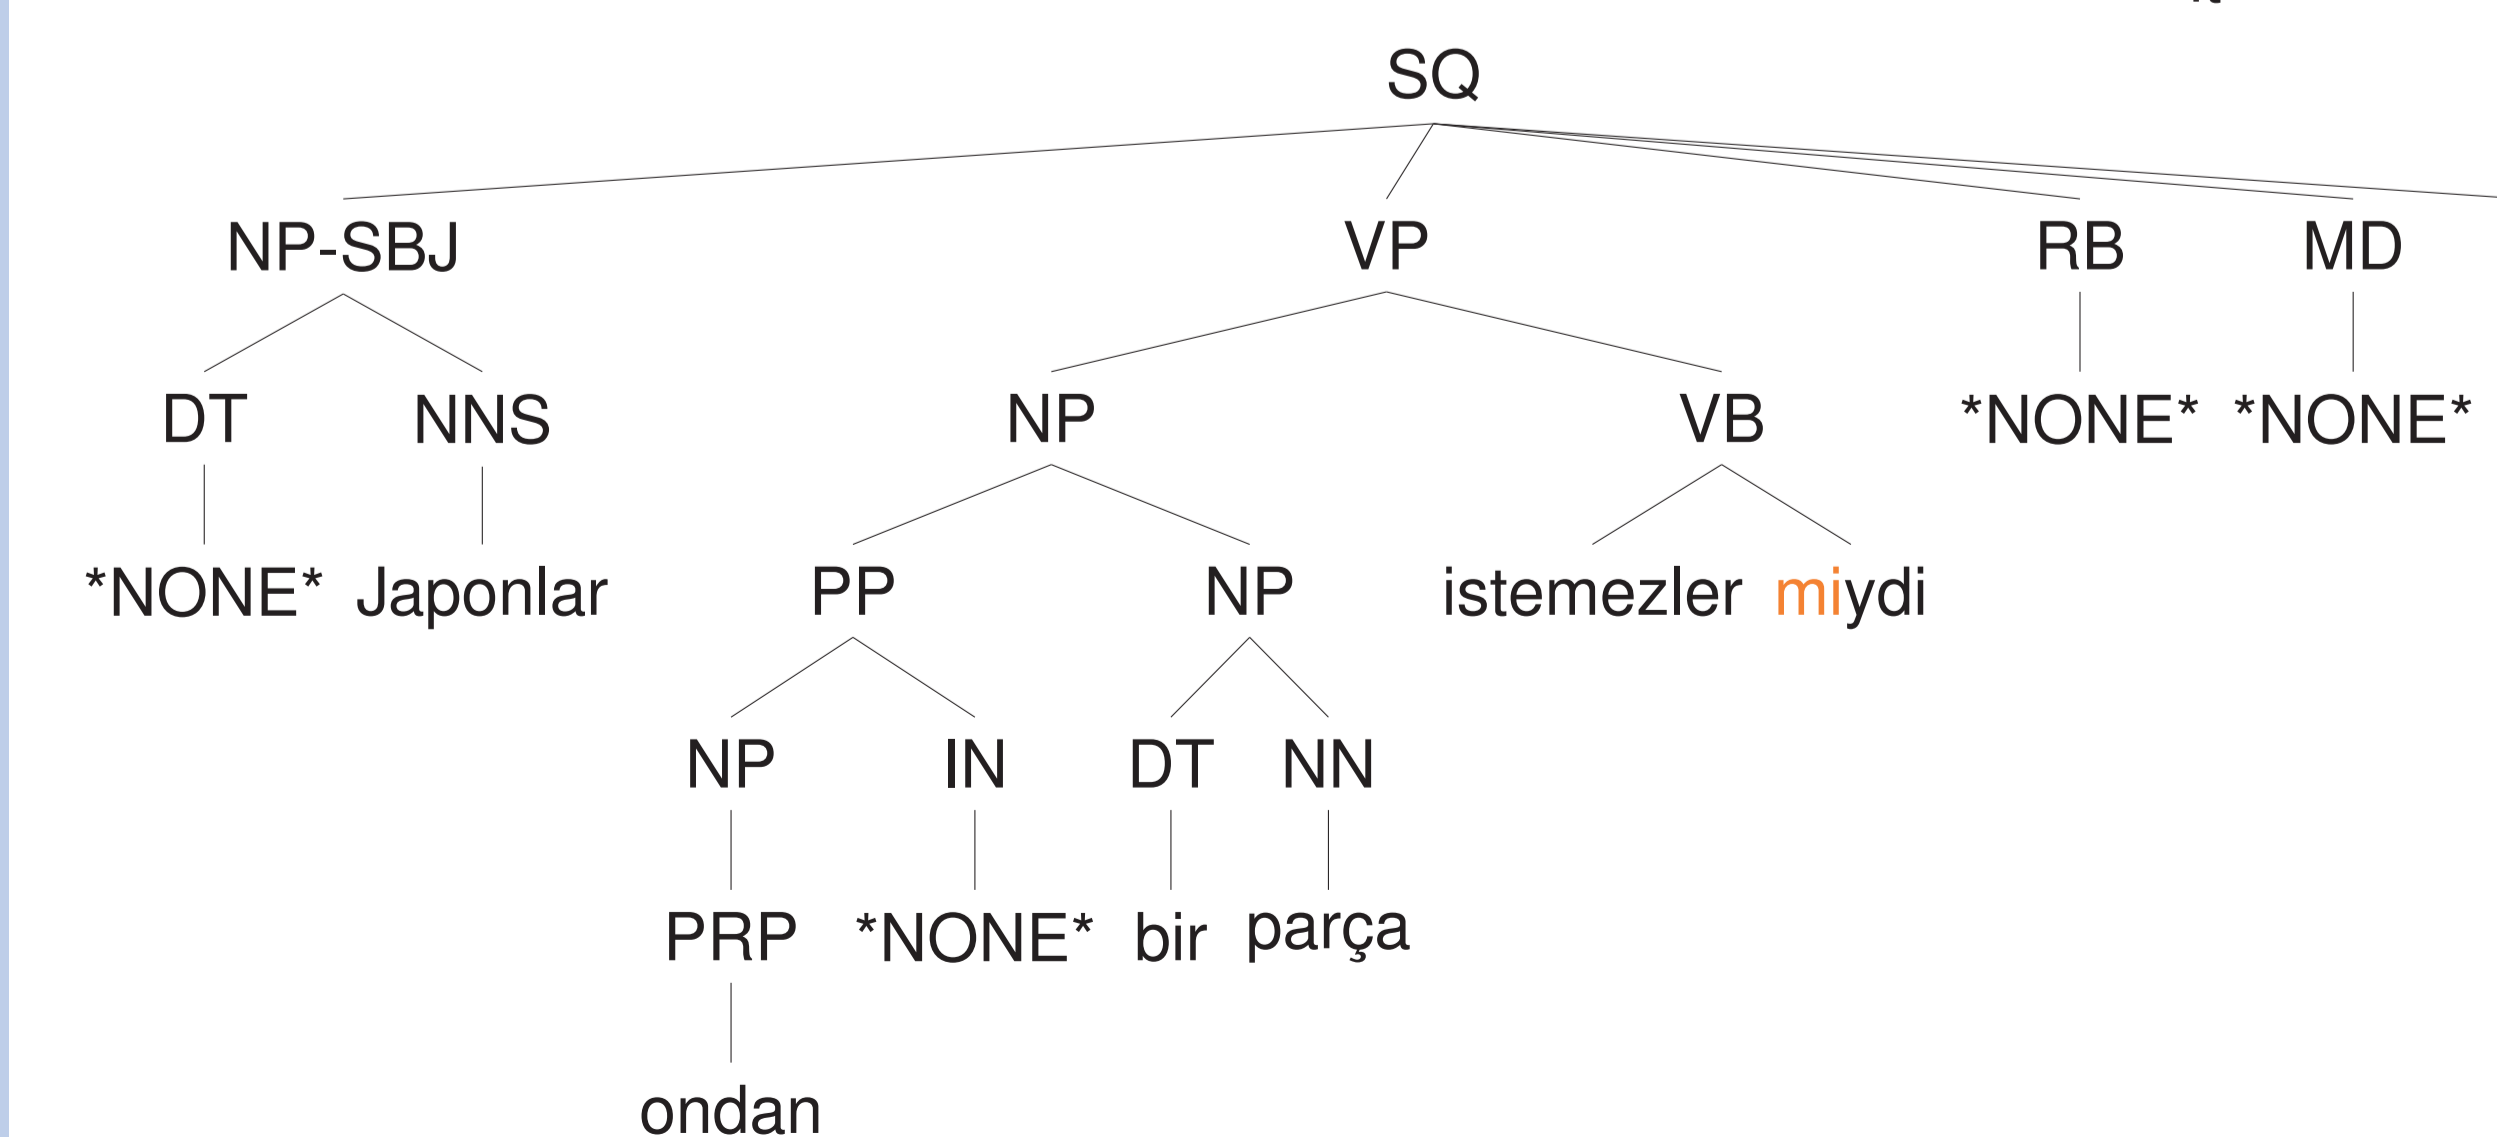 SQ
NP-SBJ VP RB MD
DT NNS NP VB *NONE* *NONE*
*NONE* Japonlar PP NP istemezler miydi
NP IN DT NN
PRP *NONE* bir parça
ondan